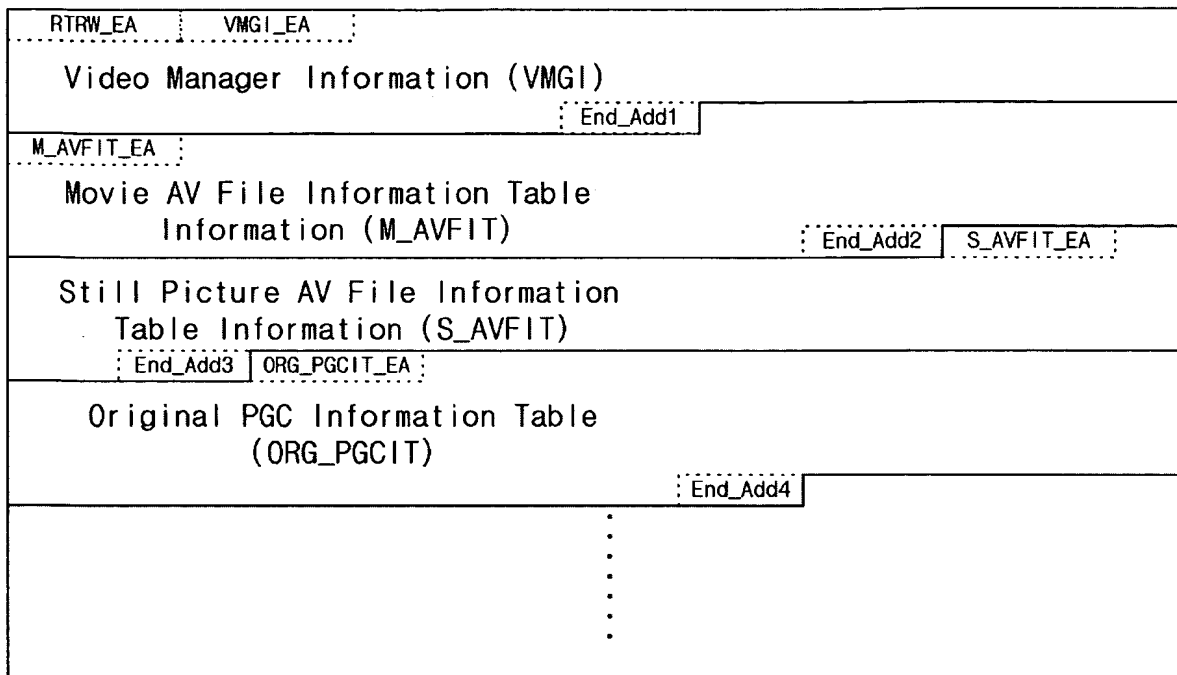 RTRW_EA VMGI_EA
Video Manager Information (VMGI)
End_Add1
M_AVFIT_EA
Movie AV File Information Table
Information (M_AVFIT)
End_Add2 S_AVFIT_EA
Still Picture AV File Information
Table Information (S_AVFIT)
End_Add3 ORG_PGCIT_EA
Original PGC Information Table
(ORG_PGCIT)
End_Add4